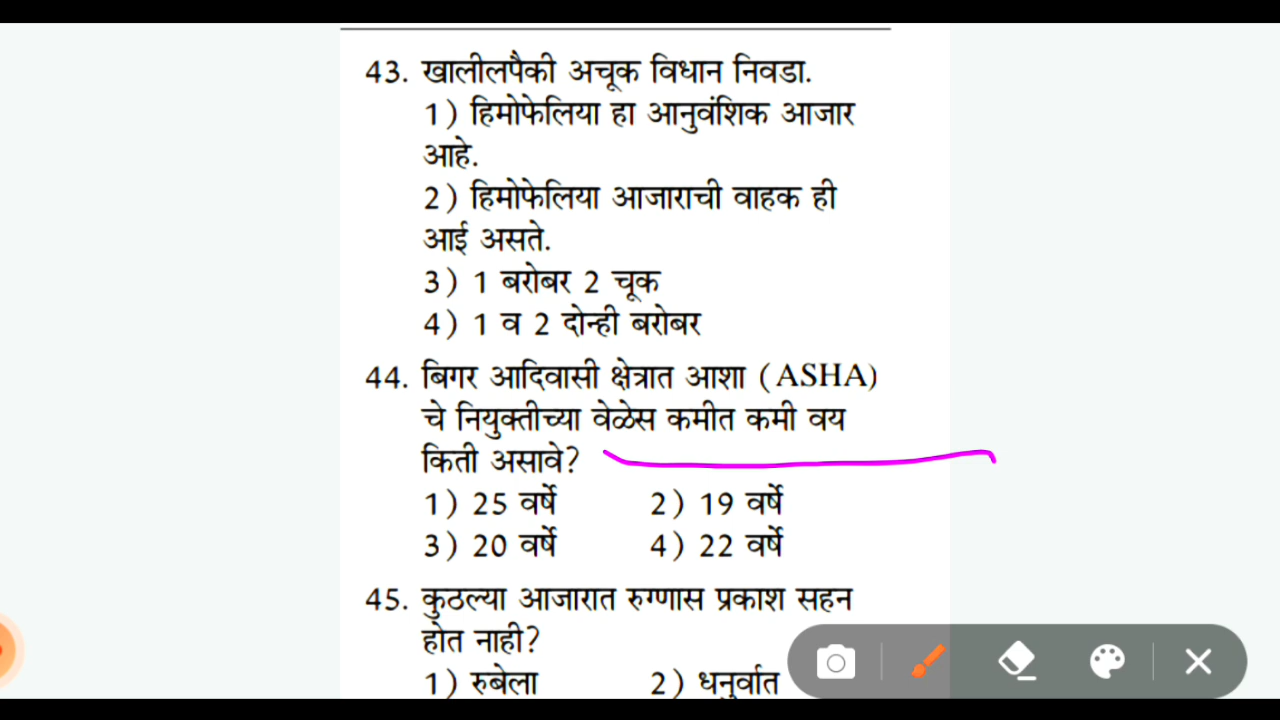 43. खालीलपैकी अचूक विधान निवडा.
1) हिमोफेलिया हा आनुवंशिक आजार
आहे.
2) हिमोफेलिया आजाराची वाहक ही
आई असते.
3) 1 बरोबर 2 चूक
4) 1 व 2 दोन्ही बरोबर
44. बिगर आदिवासी क्षेत्रात आशा (ASHA)
चे नियुक्तीच्या वेळेस कमीत कमी वय
किती असावे?
1) 25 वर्षे 2) 19 वर्षे
3) 20 वर्षे 4) 22 वर्षे
45. कुठल्या आजारात रुग्णास प्रकाश सहन
होत नाही?
1) रुबेला 2) धनुर्वात